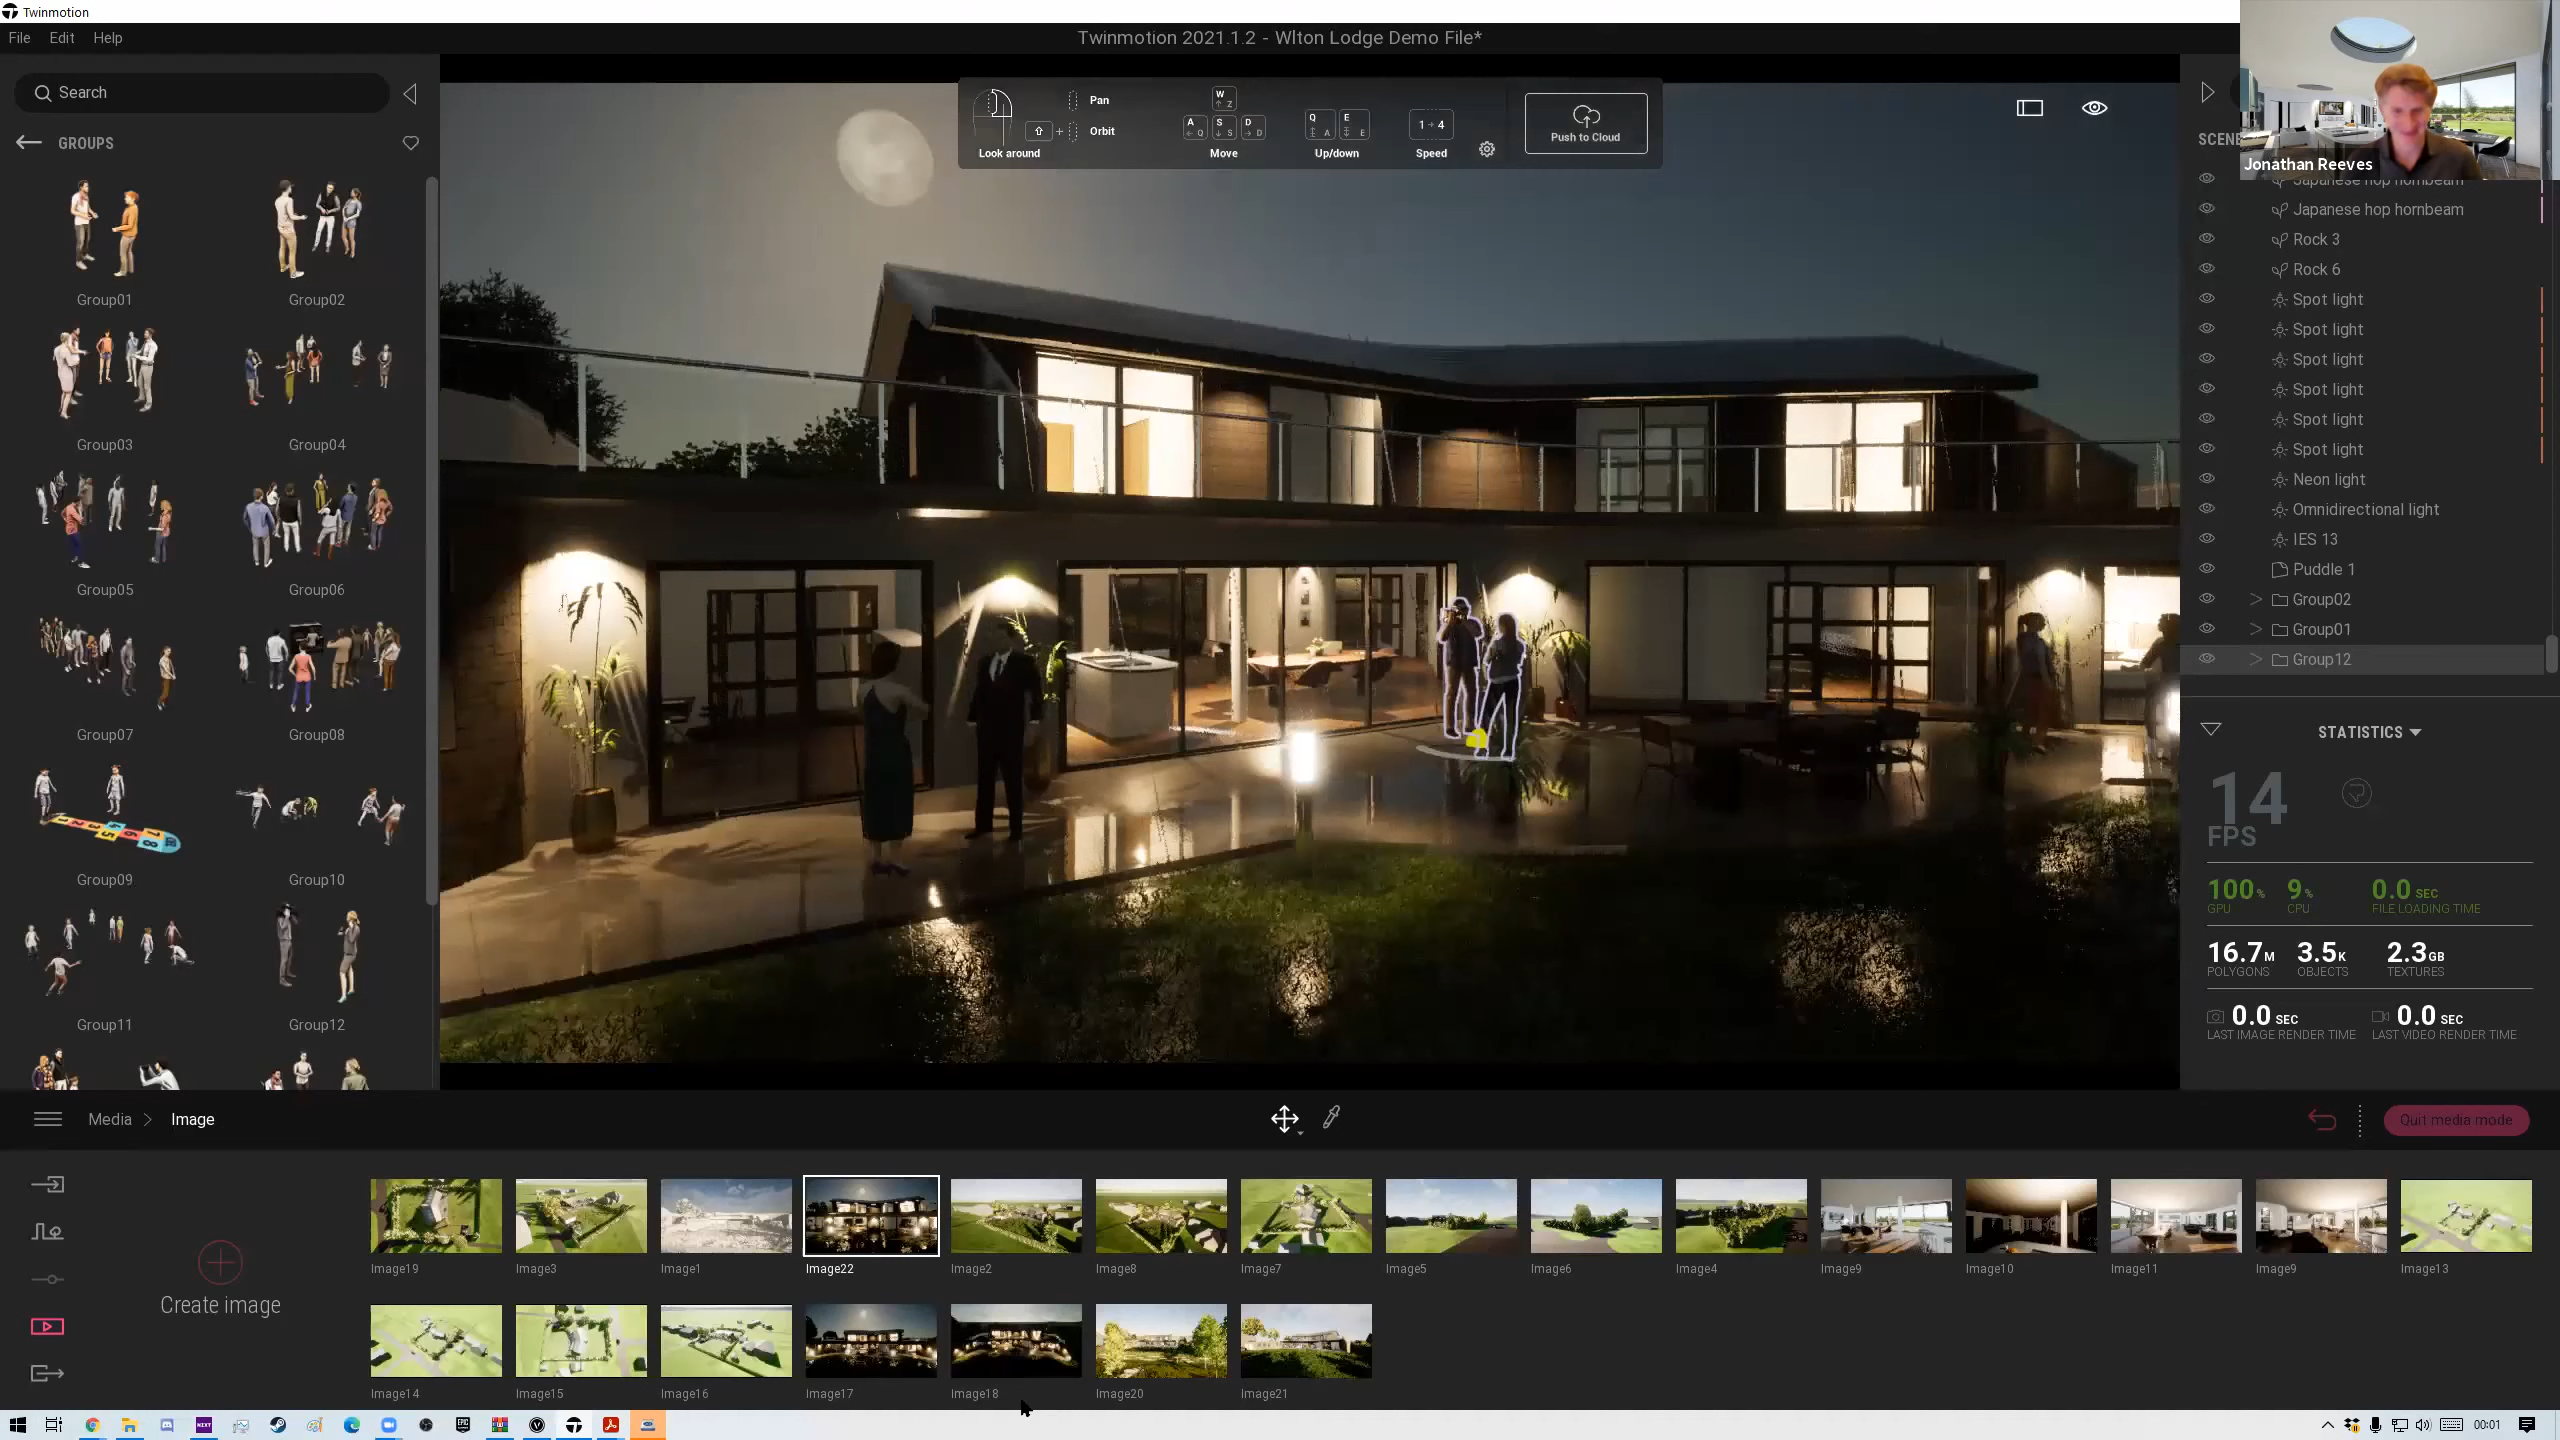 Twinmotion
File Edit Help
Twinmotion 2021.1.2 - Wlton Lodge Demo File*
Search
GROUPS
Group01
Group02
Group03
Group04
Group05
Group06
Group07
Group08
Group09
Group10
Group11
Group12
Look around
Pan
Orbit
W
Z
A
Q
S
S
D
D
Move
Q
A
E
E
Up/down
1 4
Speed
Push to Cloud
Jonathan Reeves
SCENE
Japanese hop hornbeam
Japanese hop hornbeam
Rock 3
Rock 6
Spot light
Spot light
Spot light
Spot light
Spot light
Spot light
Neon light
Omnidirectional light
IES 13
Puddle 1
Group02
Group01
Group12
STATISTICS
14
FPS
100 % 9 % 0.0 SEC
GPU CPU FILE LOADING TIME
16.7M 3.5K 2.3GB
POLYGONS OBJECTS TEXTURES
0.0 SEC 0.0 SEC
LAST IMAGE RENDER TIME LAST VIDEO RENDER TIME
Media > Image
Quit media mode
Create image
Image19 Image3 Image1 Image22 Image2 Image8 Image7 Image5 Image6 Image4 Image9 Image10 Image11 Image9 Image13
Image14 Image15 Image16 Image17 Image18 Image20 Image21
NEXT
EPIC
00:01